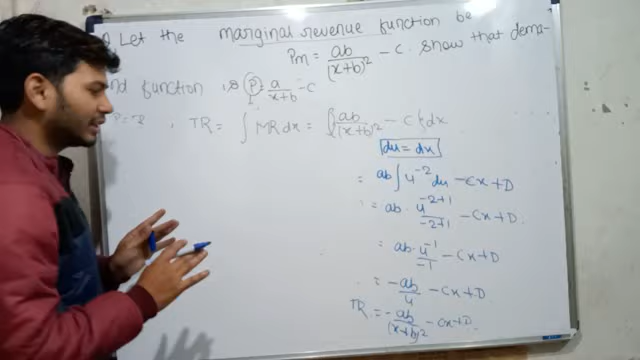 Let the marginal revenue function be
Pm = ab/(x+b)² - C. Show that dema-
nd function is P = a/x+b - C
TR = ∫ MR dx = ∫{ab/(x+b)² - C}dx
du = dx
= ab ∫ u⁻² du - Cx + D
= ab · u⁻²⁺¹/-2+1 - Cx + D.
= ab · u⁻¹/-1 - Cx + D
= -ab/u - Cx + D.
TR = -ab/(x+b)² - Cx + D.